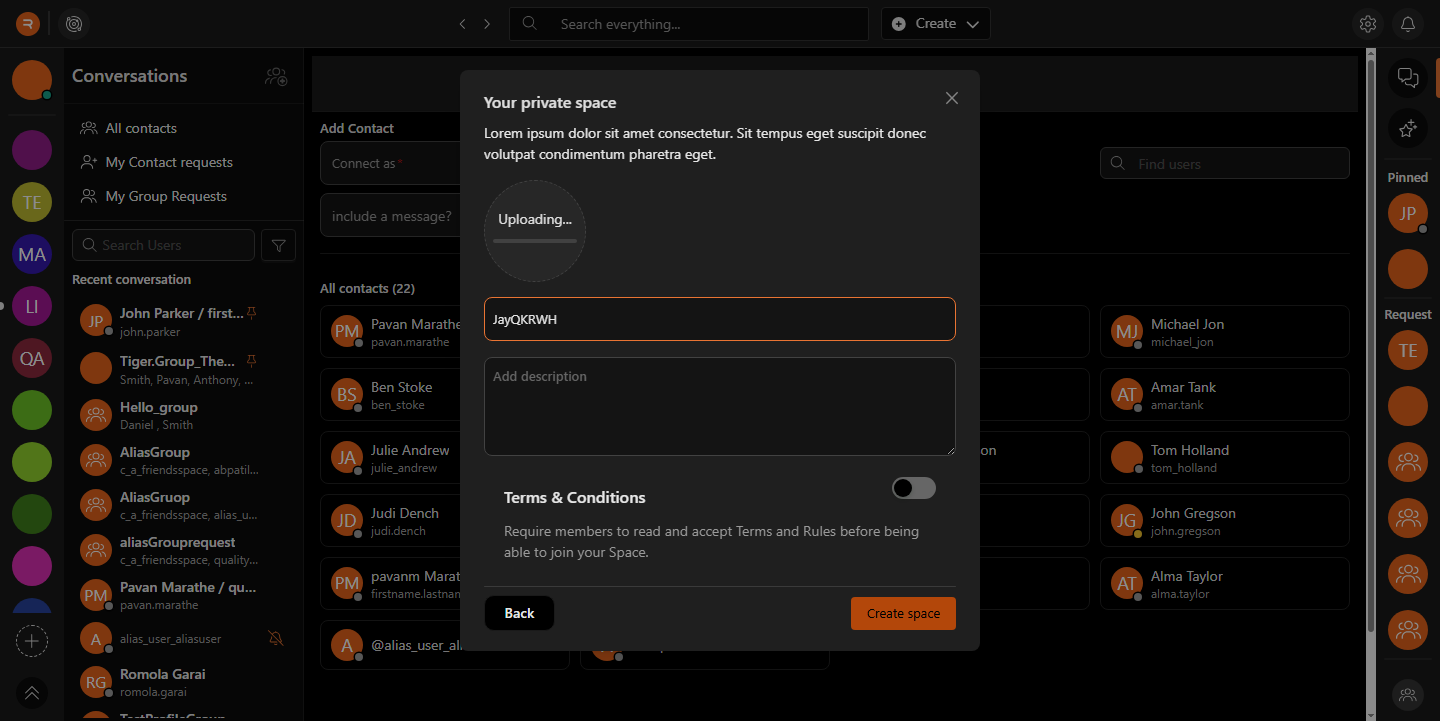 Search everything...
Create
Conversations
All contacts
My Contact requests
My Group Requests
Search Users
Recent conversation
JP
John Parker / first...
john.parker
Tiger.Group_The...
Smith, Pavan, Anthony, ...
Hello_group
Daniel , Smith
AliasGroup
c_a_friendsspace, abpatil...
AliasGruop
c_a_friendsspace, alias_u...
aliasGrouprequest
c_a_friendsspace, quality...
PM
Pavan Marathe / qu...
pavan.marathe
A
alias_user_aliasuser
RG
Romola Garai
romola.garai
TE
MA
LI
QA
Add Contact
Connect as *
include a message?
Find users
All contacts (22)
PM
Pavan Marathe
pavan.marathe
MJ
Michael Jon
michael_jon
BS
Ben Stoke
ben_stoke
AT
Amar Tank
amar.tank
JA
Julie Andrew
julie_andrew
on
Tom Holland
tom_holland
JD
Judi Dench
judi.dench
JG
John Gregson
john.gregson
PM
pavanm Marat
firstname.lastnam
AT
Alma Taylor
alma.taylor
A
@alias_user_ali
Your private space
Lorem ipsum dolor sit amet consectetur. Sit tempus eget suscipit donec
volutpat condimentum pharetra eget.
Uploading...
JayQKRWH
Add description
Terms & Conditions
Require members to read and accept Terms and Rules before being
able to join your Space.
Back
Create space
Pinned
JP
Request
TE